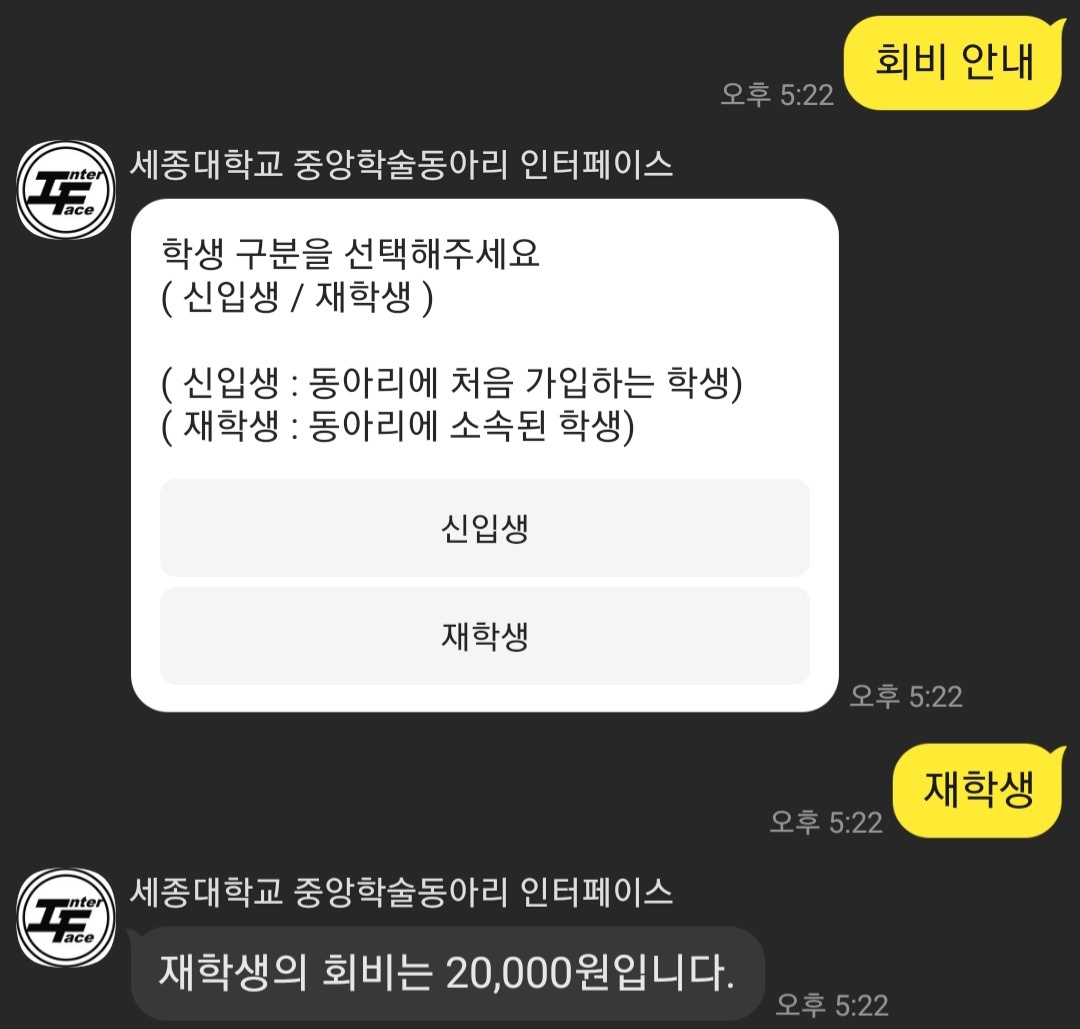 회비 안내
오후 5:22
Inter
Face
세종대학교 중앙학술동아리 인터페이스
학생 구분을 선택해주세요
( 신입생 / 재학생 )
( 신입생 : 동아리에 처음 가입하는 학생)
( 재학생 : 동아리에 소속된 학생)
신입생
재학생
오후 5:22
재학생
오후 5:22
Inter
Face
세종대학교 중앙학술동아리 인터페이스
재학생의 회비는 20,000원입니다.
오후 5:22